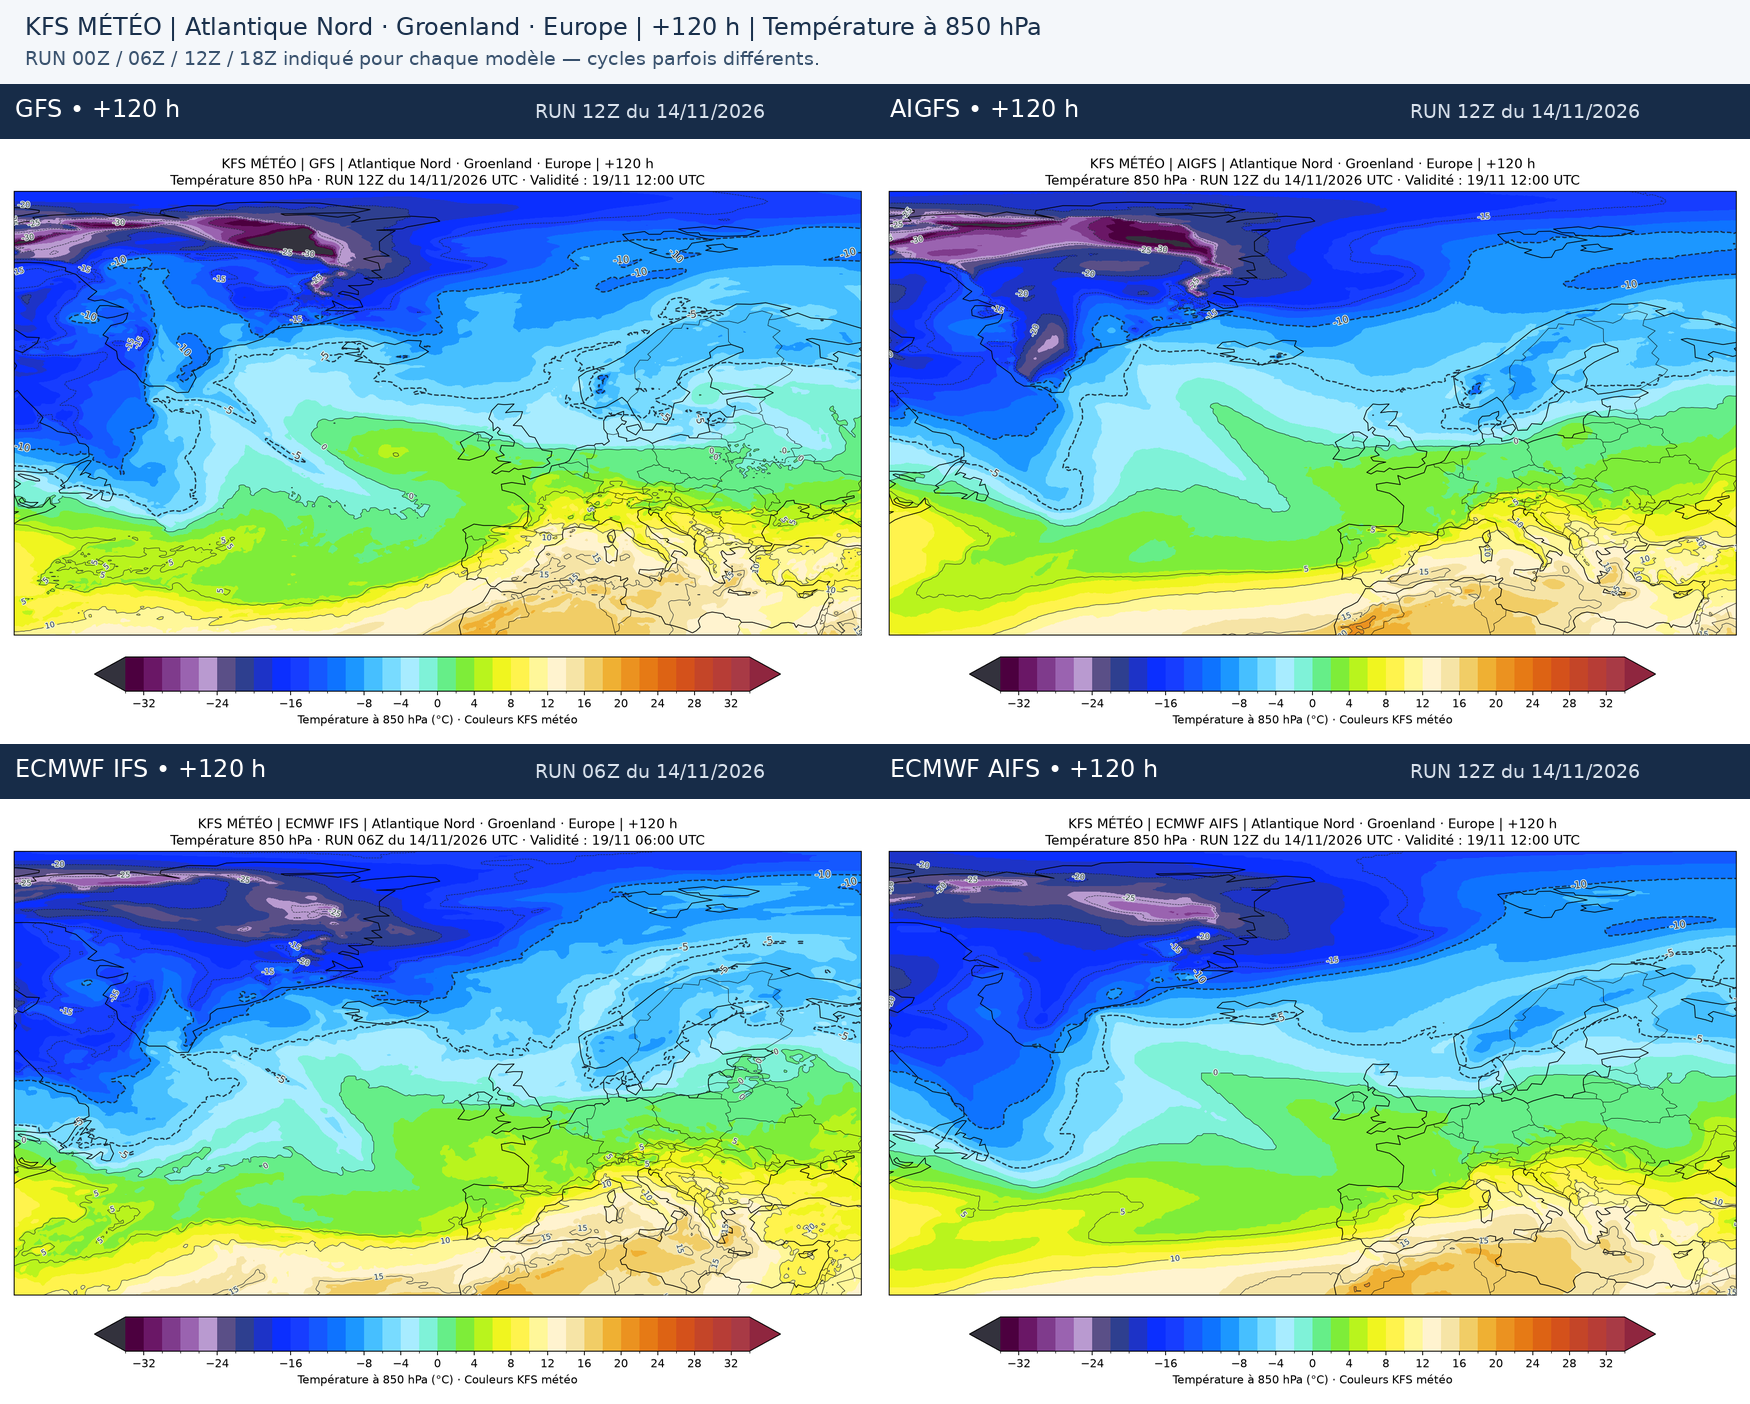 KFS MÉTÉO | Atlantique Nord · Groenland · Europe | +120 h | Température à 850 hPa
RUN 00Z / 06Z / 12Z / 18Z indiqué pour chaque modèle — cycles parfois différents.
GFS • +120 h
RUN 12Z du 14/11/2026
AIGFS • +120 h
RUN 12Z du 14/11/2026
KFS MÉTÉO | GFS | Atlantique Nord · Groenland · Europe | +120 h
Température 850 hPa · RUN 12Z du 14/11/2026 UTC · Validité : 19/11 12:00 UTC
KFS MÉTÉO | AIGFS | Atlantique Nord · Groenland · Europe | +120 h
Température 850 hPa · RUN 12Z du 14/11/2026 UTC · Validité : 19/11 12:00 UTC
−32 −24 −16 −8 −4 0 4 8 12 16 20 24 28 32
Température à 850 hPa (°C) · Couleurs KFS météo
−32 −24 −16 −8 −4 0 4 8 12 16 20 24 28 32
Température à 850 hPa (°C) · Couleurs KFS météo
ECMWF IFS • +120 h
RUN 06Z du 14/11/2026
ECMWF AIFS • +120 h
RUN 12Z du 14/11/2026
KFS MÉTÉO | ECMWF IFS | Atlantique Nord · Groenland · Europe | +120 h
Température 850 hPa · RUN 06Z du 14/11/2026 UTC · Validité : 19/11 06:00 UTC
KFS MÉTÉO | ECMWF AIFS | Atlantique Nord · Groenland · Europe | +120 h
Température 850 hPa · RUN 12Z du 14/11/2026 UTC · Validité : 19/11 12:00 UTC
−32 −24 −16 −8 −4 0 4 8 12 16 20 24 28 32
Température à 850 hPa (°C) · Couleurs KFS météo
−32 −24 −16 −8 −4 0 4 8 12 16 20 24 28 32
Température à 850 hPa (°C) · Couleurs KFS météo